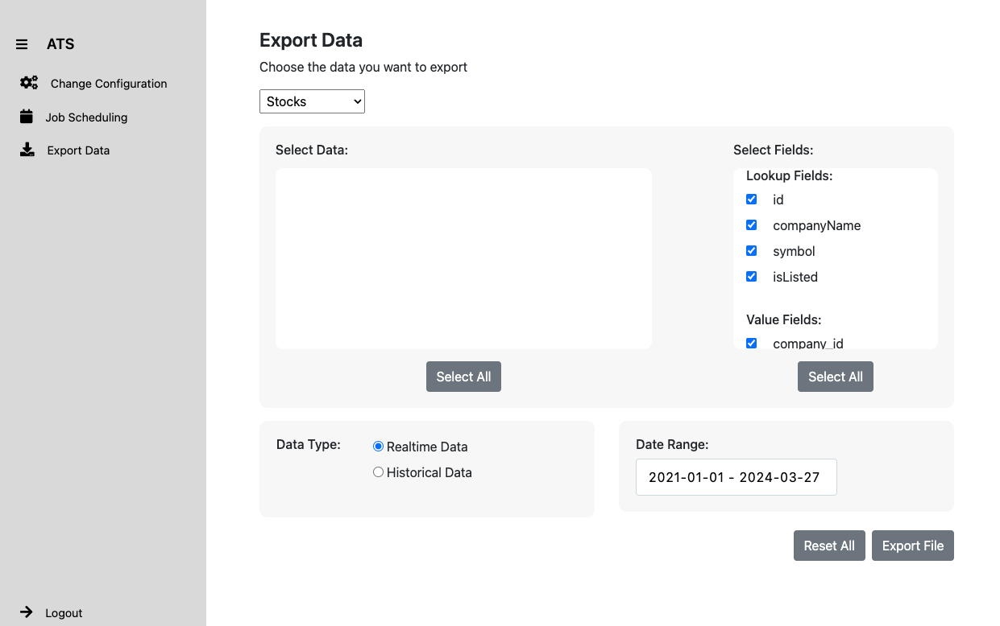 ATS
Change Configuration
Job Scheduling
Export Data
Logout
Export Data
Choose the data you want to export
Stocks
Select Data:
Select All
Select Fields:
Lookup Fields:
id
companyName
symbol
isListed
Value Fields:
company_id
Select All
Data Type:
Realtime Data
Historical Data
Date Range:
2021-01-01 - 2024-03-27
Reset All
Export File